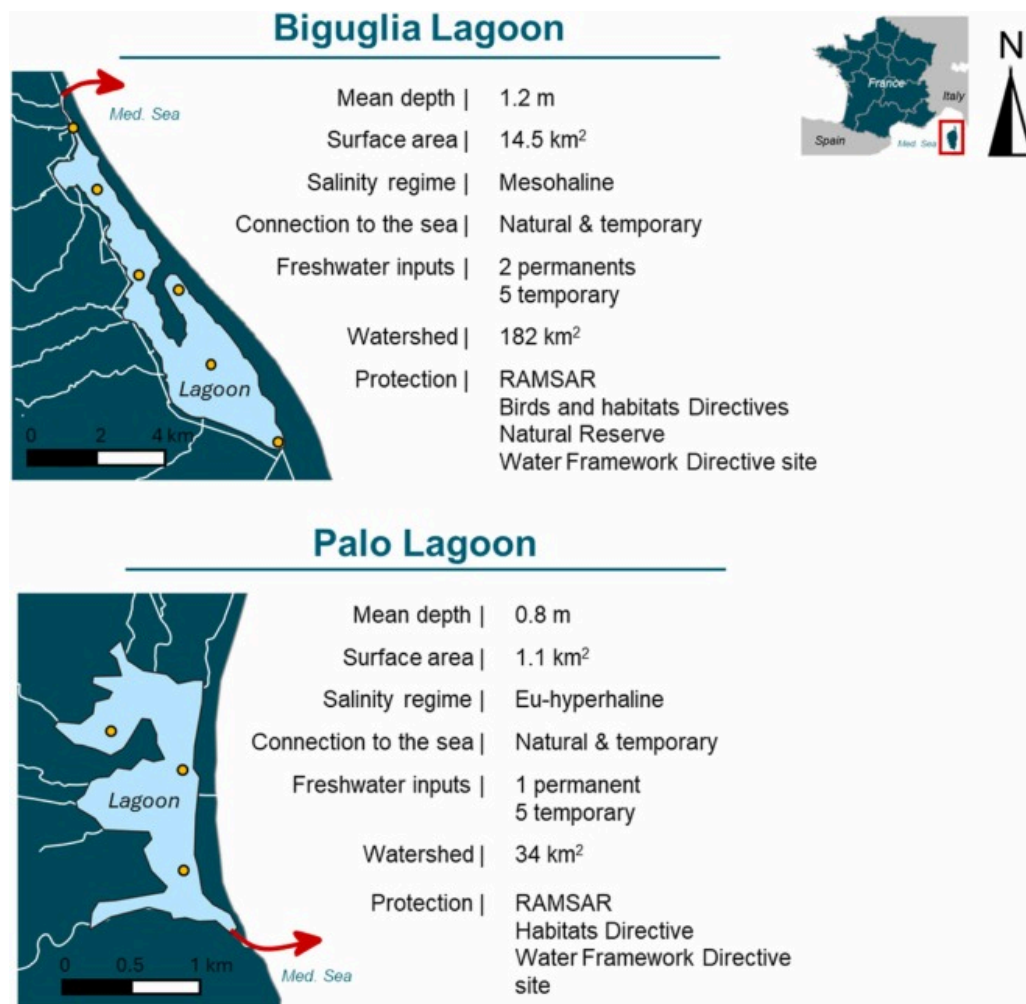 Biguglia Lagoon
Med. Sea
Mean depth | 1.2 m
Surface area | 14.5 km²
Salinity regime | Mesohaline
Connection to the sea | Natural & temporary
Freshwater inputs | 2 permanents
5 temporary
Watershed | 182 km²
Protection | RAMSAR
Birds and habitats Directives
Natural Reserve
Water Framework Directive site
Lagoon
0 2 4 km
France
Italy
Spain
Med. Sea
N
Palo Lagoon
Mean depth | 0.8 m
Surface area | 1.1 km²
Salinity regime | Eu-hyperhaline
Connection to the sea | Natural & temporary
Freshwater inputs | 1 permanent
5 temporary
Watershed | 34 km²
Protection | RAMSAR
Habitats Directive
Water Framework Directive
site
Lagoon
0 0.5 1 km
Med. Sea